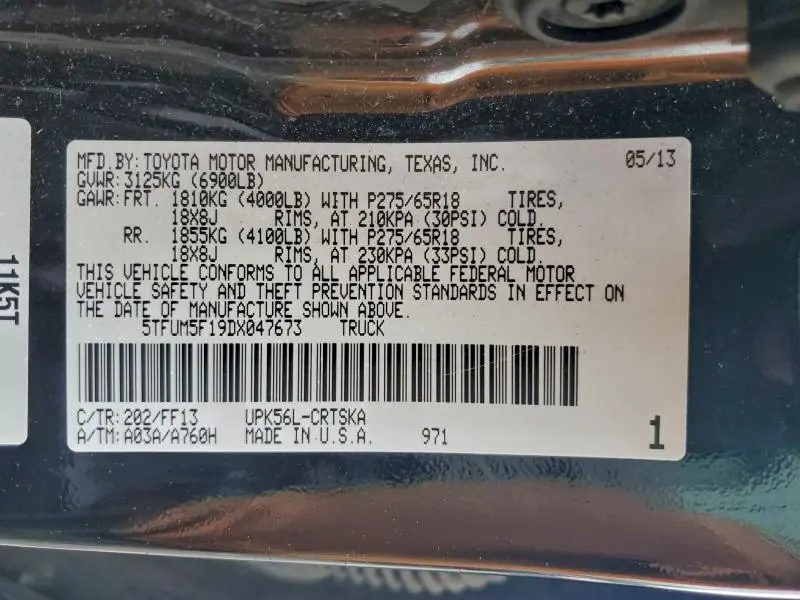 MFD.BY: TOYOTA MOTOR MANUFACTURING, TEXAS, INC. 05/13
GVWR: 3125KG (6900LB)
GAWR: FRT. 1810KG (4000LB) WITH P275/65R18 TIRES,
18X8J RIMS, AT 210KPA (30PSI) COLD.
RR. 1855KG (4100LB) WITH P275/65R18 TIRES,
18X8J RIMS, AT 230KPA (33PSI) COLD.
THIS VEHICLE CONFORMS TO ALL APPLICABLE FEDERAL MOTOR
VEHICLE SAFETY AND THEFT PREVENTION STANDARDS IN EFFECT ON
THE DATE OF MANUFACTURE SHOWN ABOVE.
5TFUM5F19DX047673 TRUCK
C/TR: 202/FF13 UPK56L-CRTSKA
A/TM: A03A/A760H MADE IN U.S.A. 971 1
11K5T